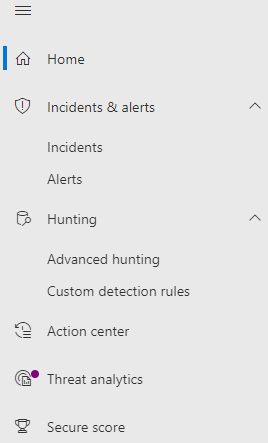 Home
Incidents & alerts
Incidents
Alerts
Hunting
Advanced hunting
Custom detection rules
Action center
Threat analytics
Secure score